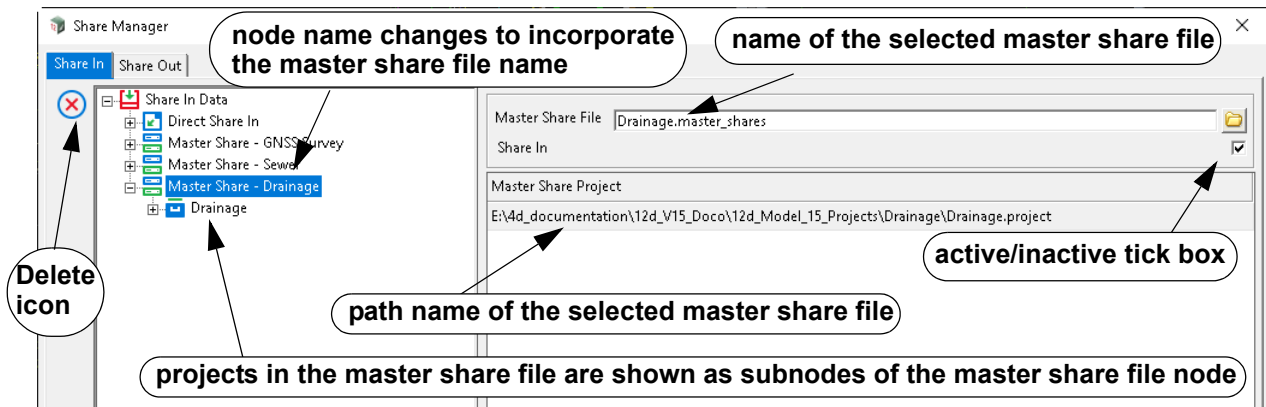 Share Manager
node name changes to incorporate
the master share file name
name of the selected master share file
Share In
Share Out
Share In Data
Direct Share In
Master Share - GNSS Survey
Master Share - Sewer
Master Share - Drainage
Drainage
Master Share File
Drainage.master_shares
Share In
Master Share Project
E:\4d_documentation\12d_V15_Doco\12d_Model_15_Projects\Drainage\Drainage.project
active/inactive tick box
Delete
icon
path name of the selected master share file
projects in the master share file are shown as subnodes of the master share file node